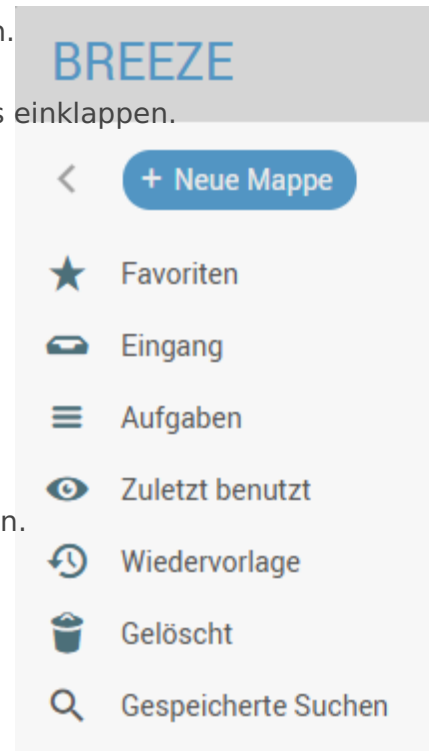 n.
BREEZE
s einklappen.
+ Neue Mappe
Favoriten
Eingang
Aufgaben
Zuletzt benutzt
n.
Wiedervorlage
Gelöscht
Gespeicherte Suchen